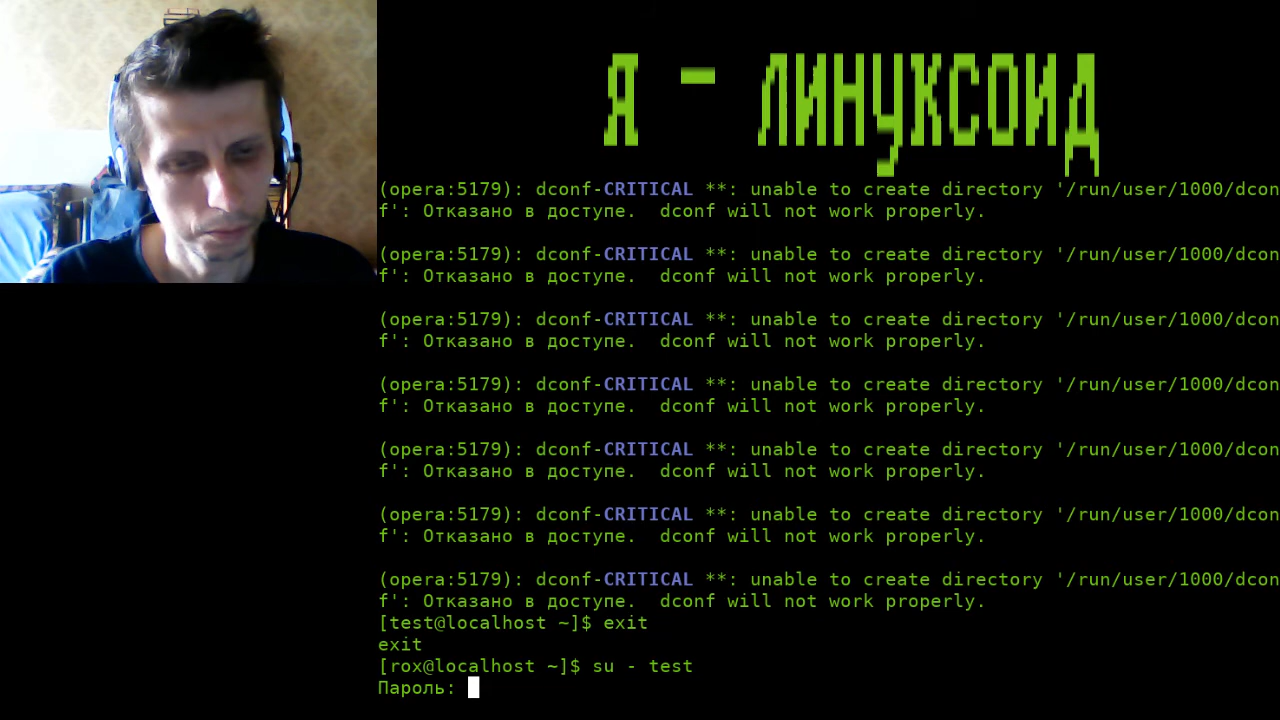 Я - ЛИНУКСОИД
(opera:5179): dconf-CRITICAL **: unable to create directory '/run/user/1000/dcon
f': Отказано в доступе.  dconf will not work properly.
(opera:5179): dconf-CRITICAL **: unable to create directory '/run/user/1000/dcon
f': Отказано в доступе.  dconf will not work properly.
(opera:5179): dconf-CRITICAL **: unable to create directory '/run/user/1000/dcon
f': Отказано в доступе.  dconf will not work properly.
(opera:5179): dconf-CRITICAL **: unable to create directory '/run/user/1000/dcon
f': Отказано в доступе.  dconf will not work properly.
(opera:5179): dconf-CRITICAL **: unable to create directory '/run/user/1000/dcon
f': Отказано в доступе.  dconf will not work properly.
(opera:5179): dconf-CRITICAL **: unable to create directory '/run/user/1000/dcon
f': Отказано в доступе.  dconf will not work properly.
(opera:5179): dconf-CRITICAL **: unable to create directory '/run/user/1000/dcon
f': Отказано в доступе.  dconf will not work properly.
[test@localhost ~]$ exit
exit
[rox@localhost ~]$ su - test
Пароль: